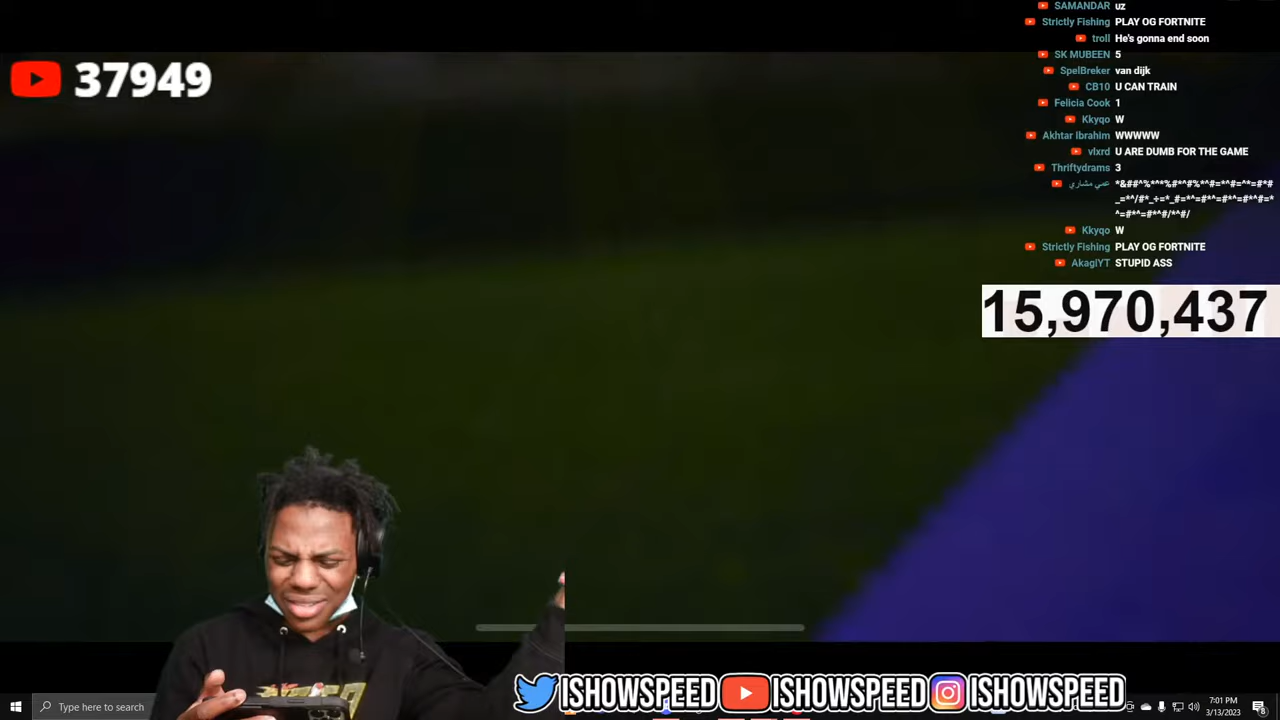 37949
SAMANDAR uz
Strictly Fishing PLAY OG FORTNITE
troll He's gonna end soon
SK MUBEEN 5
SpelBreker van dijk
CB10 U CAN TRAIN
Felicia Cook 1
Kkyqo W
Akhtar Ibrahim WWWWW
vlxrd U ARE DUMB FOR THE GAME
Thriftydrams 3
عمي مشاري
Kkyqo W
Strictly Fishing PLAY OG FORTNITE
AkagiYT STUPID ASS
15,970,437
ISHOWSPEED ISHOWSPEED ISHOWSPEED
Type here to search
7:01 PM
3/13/2023